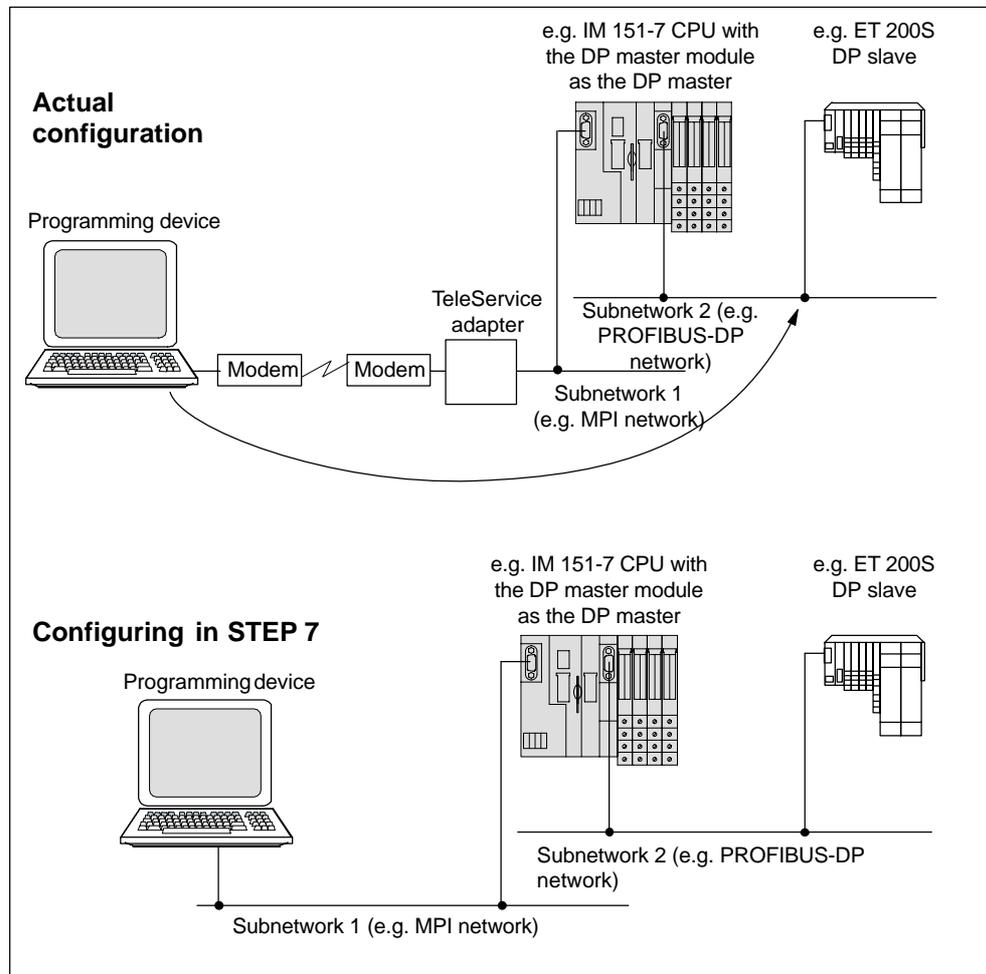 e.g. IM 151-7 CPU with
the DP master module
as the DP master
e.g. ET 200S
DP slave
Actual
configuration
Programming device
TeleService
adapter
Modem
Modem
Subnetwork 2 (e.g.
PROFIBUS-DP
network)
Subnetwork 1
(e.g. MPI network)
e.g. IM 151-7 CPU with
the DP master module
as the DP master
e.g. ET 200S
DP slave
Configuring in STEP 7
Programming device
Subnetwork 2 (e.g. PROFIBUS-DP
network)
Subnetwork 1 (e.g. MPI network)